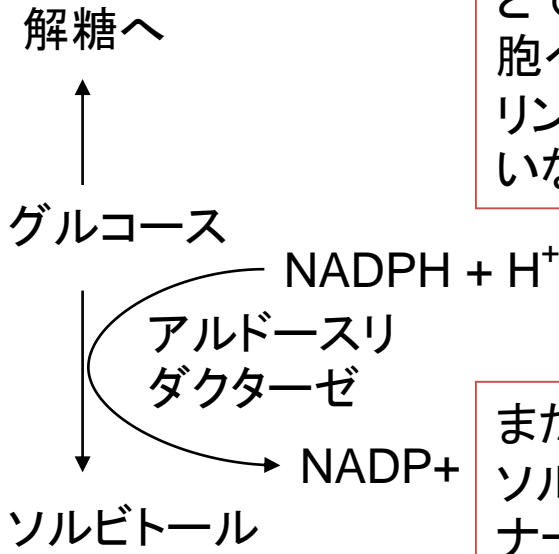 解糖へ
胞へ
リン
いな
グルコース
NADPH + H⁺
アルドースリ
ダクターゼ
NADP+
また
ソル
ソルビトール
ナー